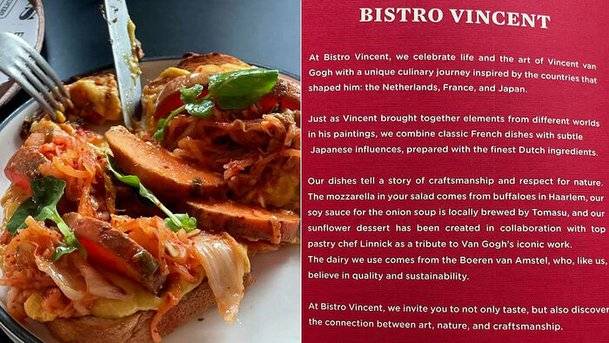 BISTRO VINCENT
At Bistro Vincent, we celebrate life and the art of Vincent van
Gogh with a unique culinary journey inspired by the countries that
shaped him: the Netherlands, France, and Japan.
Just as Vincent brought together elements from different worlds
in his paintings, we combine classic French dishes with subtle
Japanese influences, prepared with the finest Dutch ingredients.
Our dishes tell a story of craftsmanship and respect for nature.
The mozzarella in your salad comes from buffaloes in Haarlem, our
soy sauce for the onion soup is locally brewed by Tomasu, and our
sunflower dessert has been created in collaboration with top
pastry chef Linnick as a tribute to Van Gogh's iconic work.
The dairy we use comes from the Boeren van Amstel, who, like us,
believe in quality and sustainability.
At Bistro Vincent, we invite you to not only taste, but also discover
the connection between art, nature, and craftsmanship.